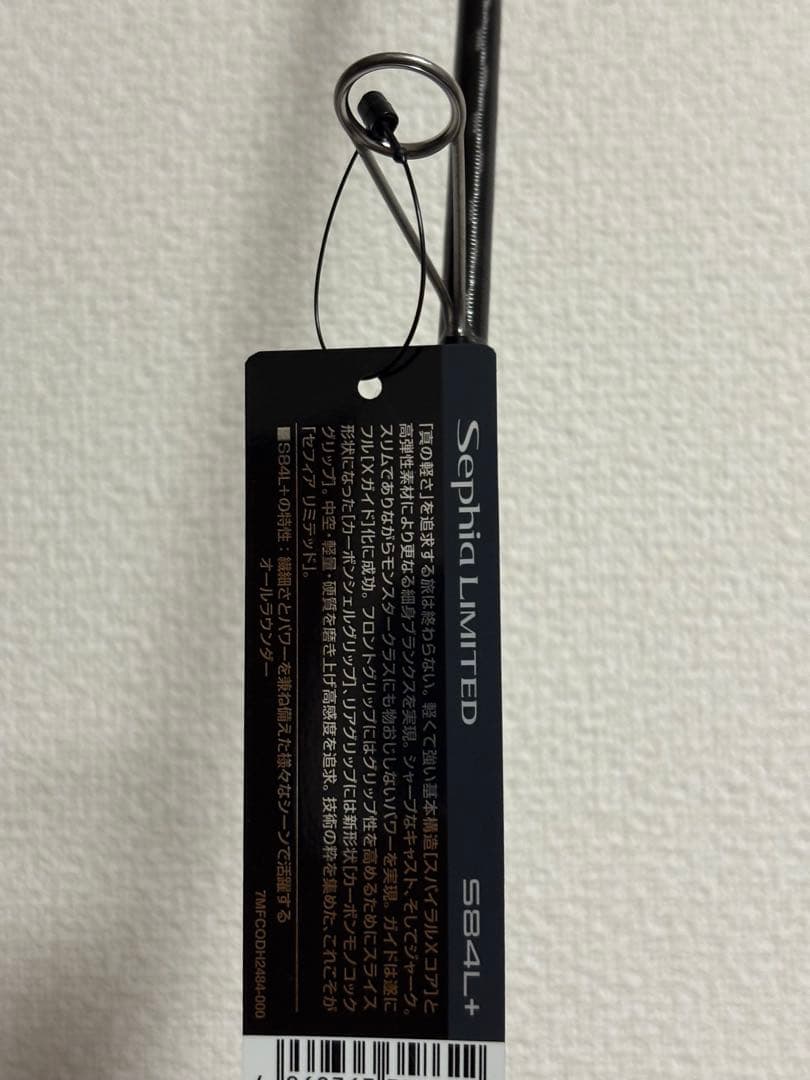 Sephia LIMITED S84L+
「真の軽さ」を追求する旅は終わらない。軽くて強い基本構造[スパイラルXコア]と
高弾性素材により更なる細身ブランクスを実現。シャープなキャスト、そしてジャーク。
スリムでありながらモンスタークラスにも物おじしないパワーを実現。ガイドは遂に
フル[Xガイド]化に成功。フロントグリップにはグリップ性を高めるためにスライス
形状になった[カーボンシェルグリップ]、リアグリップには新形状[カーボンモノコック
グリップ]。中空・軽量・硬質を磨き上げ高感度を追求。技術の粋を集めた、これこそが
「セフィア リミテッド」。
■S84L+の特性：繊細さとパワーを兼ね備えた様々なシーンで活躍する
オールラウンダー
7MFCODH2484-000